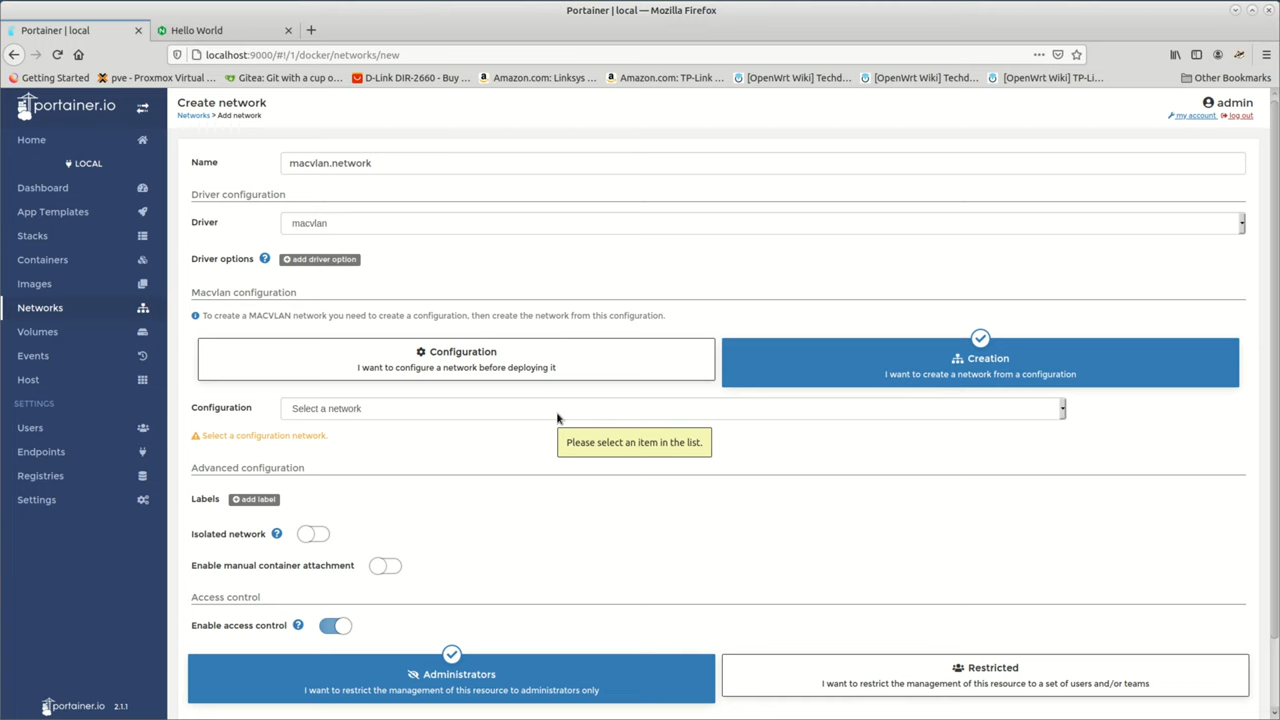 Portainer | local — Mozilla Firefox
Portainer | local
Hello World
localhost:9000/#!/1/docker/networks/new
Getting Started
pve - Proxmox Virtual ...
Gitea: Git with a cup o...
D-Link DIR-2660 - Buy ...
Amazon.com: Linksys ...
Amazon.com: TP-Link ...
[OpenWrt Wiki] Techd...
[OpenWrt Wiki] Techd...
[OpenWrt Wiki] TP-Li...
Other Bookmarks
portainer.io
Home
LOCAL
Dashboard
App Templates
Stacks
Containers
Images
Networks
Volumes
Events
Host
SETTINGS
Users
Endpoints
Registries
Settings
portainer.io 2.1.1
Create network
Networks > Add network
admin
my account log out
Name macvlan.network
Driver configuration
Driver macvlan
Driver options ? add driver option
Macvlan configuration
To create a MACVLAN network you need to create a configuration, then create the network from this configuration.
Configuration
I want to configure a network before deploying it
Creation
I want to create a network from a configuration
Configuration Select a network
Select a configuration network.
Please select an item in the list.
Advanced configuration
Labels add label
Isolated network ?
Enable manual container attachment
Access control
Enable access control ?
Administrators
I want to restrict the management of this resource to administrators only
Restricted
I want to restrict the management of this resource to a set of users and/or teams